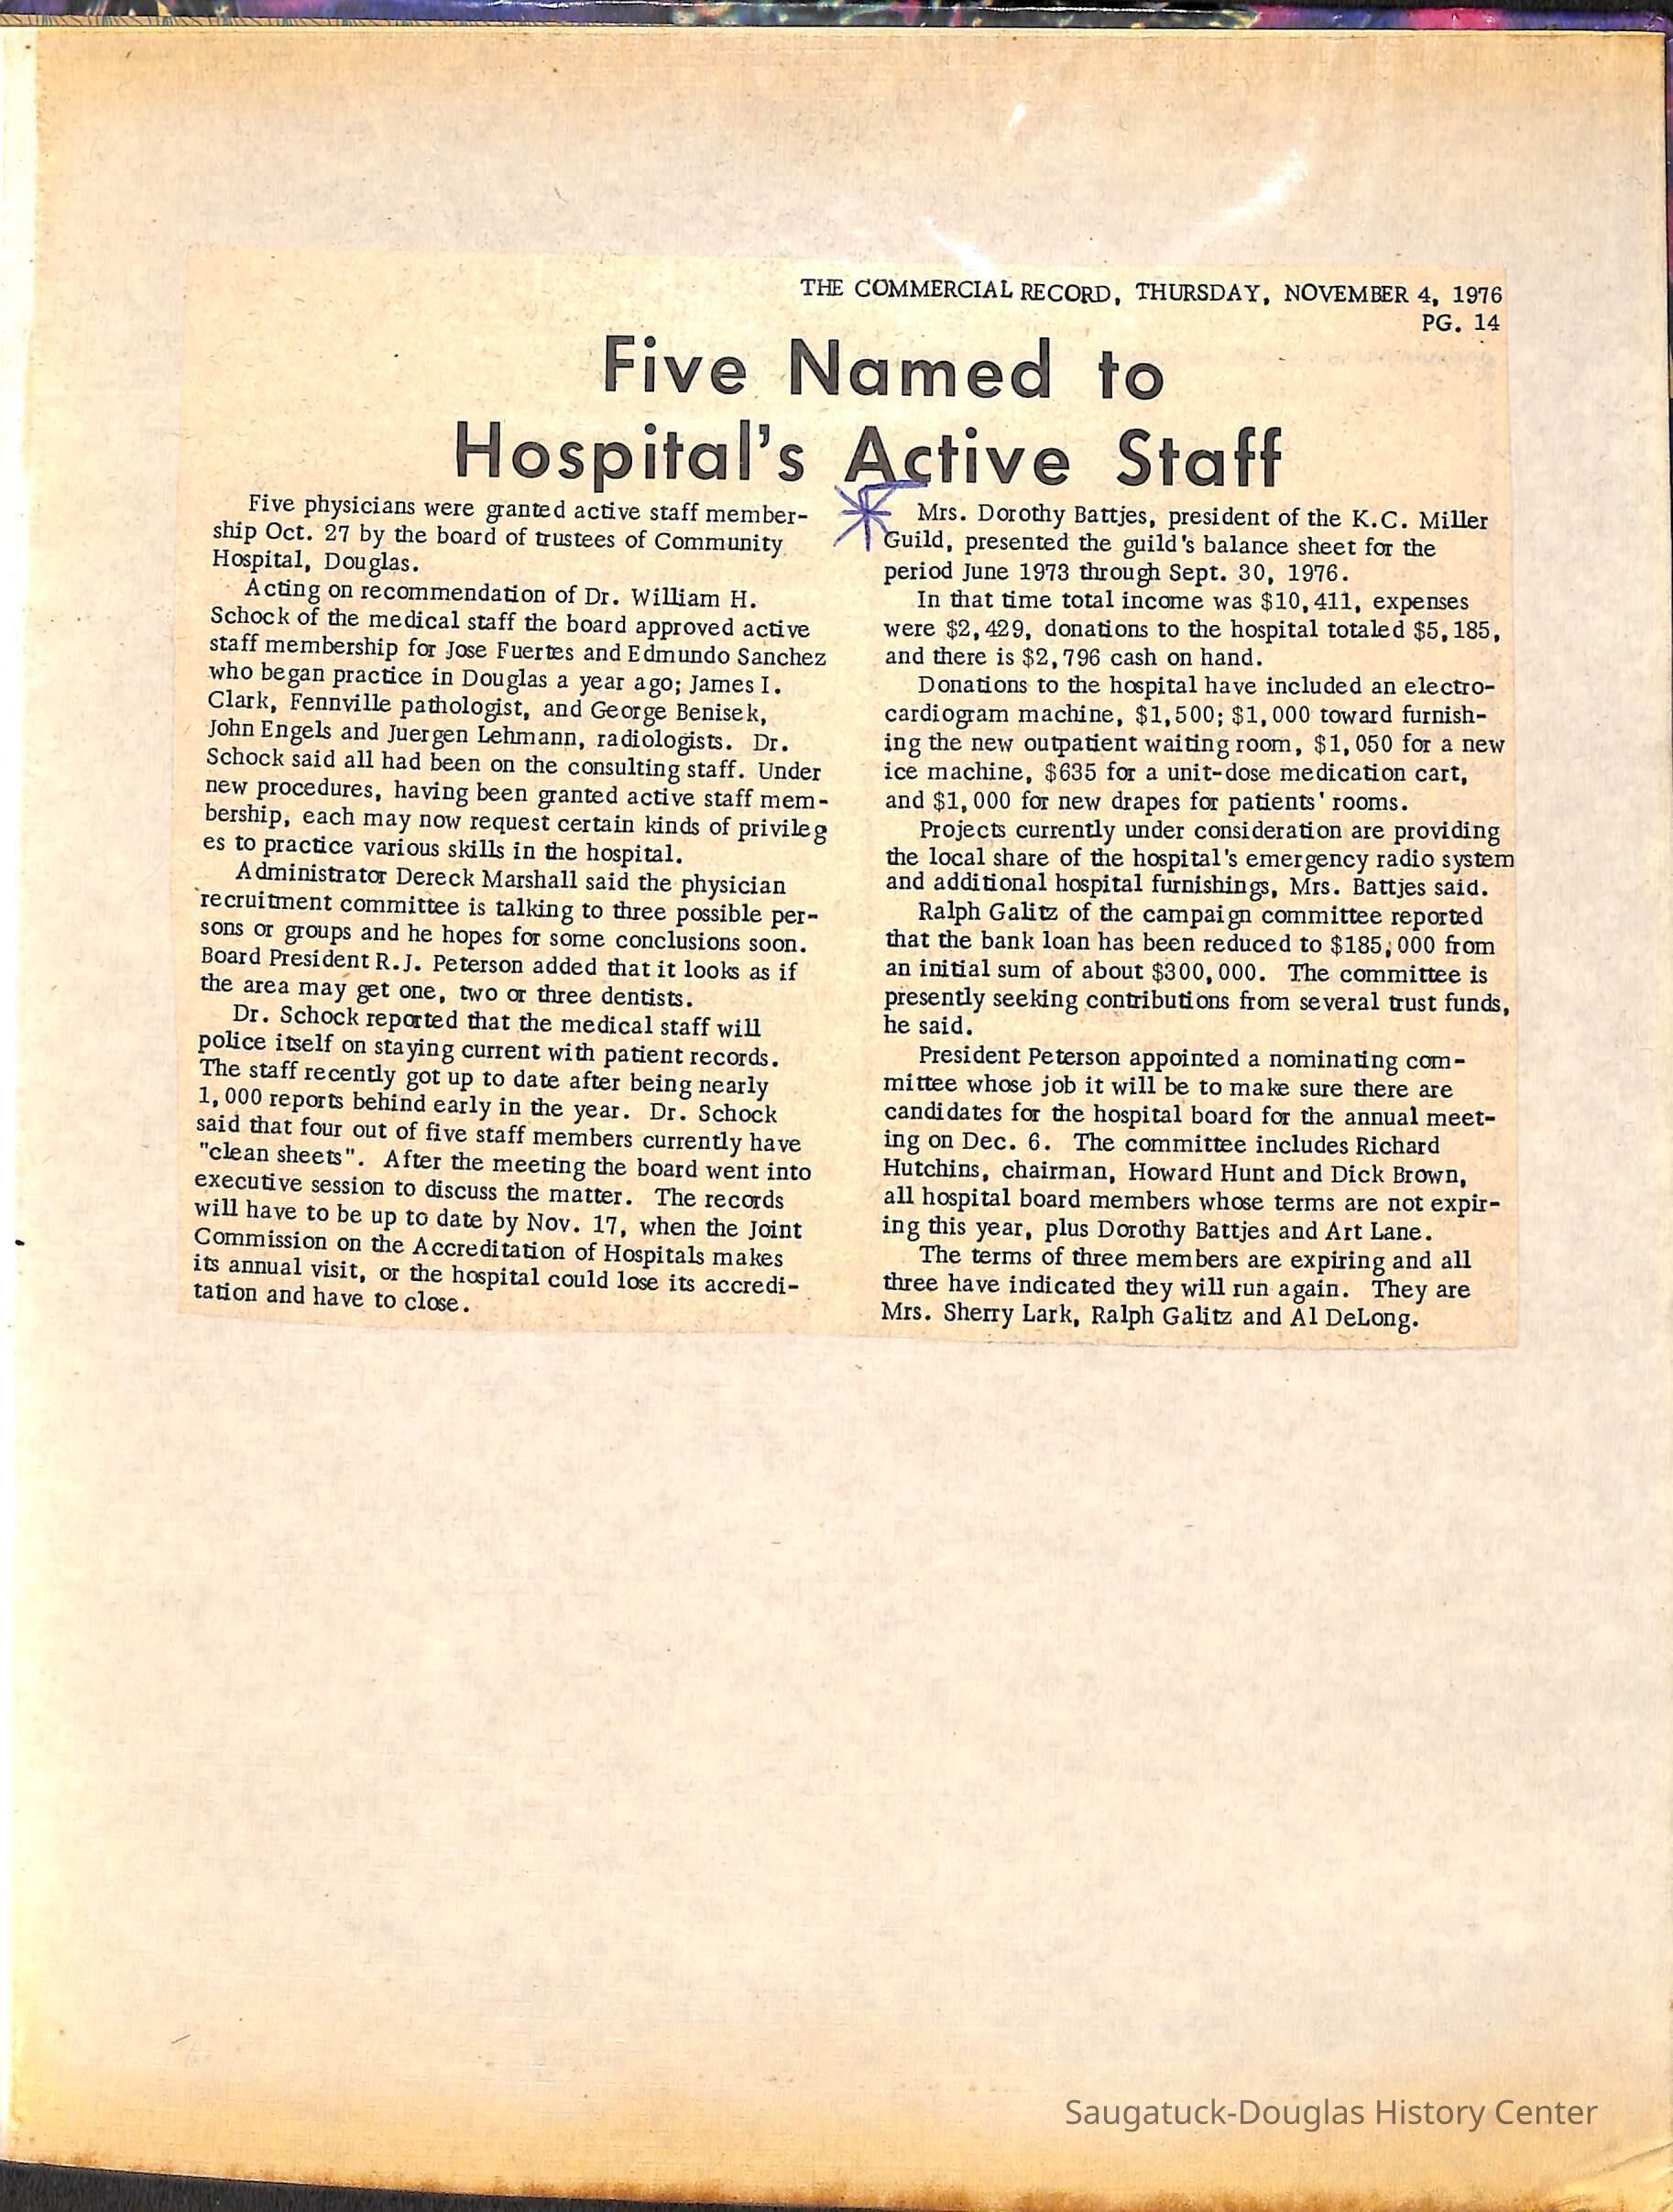 THE COMMERCIAL RECORD, THURSDAY, NOVEMBER 4, 1976
PG. 14
Five Named to
Hospital's Active Staff
Five physicians were granted active staff member-
ship Oct. 27 by the board of trustees of Community
Hospital, Douglas.
Acting on recommendation of Dr. William H.
Schock of the medical staff the board approved active
staff membership for Jose Fuertes and Edmundo Sanchez
who began practice in Douglas a year ago; James I.
Clark, Fennville pathologist, and George Benisek,
John Engels and Juergen Lehmann, radiologists. Dr.
Schock said all had been on the consulting staff. Under
new procedures, having been granted active staff mem-
bership, each may now request certain kinds of privileg
es to practice various skills in the hospital.
Administrator Dereck Marshall said the physician
recruitment committee is talking to three possible per-
sons or groups and he hopes for some conclusions soon.
Board President R.J. Peterson added that it looks as if
the area may get one, two or three dentists.
Dr. Schock reported that the medical staff will
police itself on staying current with patient records.
The staff recently got up to date after being nearly
1,000 reports behind early in the year. Dr. Schock
said that four out of five staff members currently have
"clean sheets". After the meeting the board went into
executive session to discuss the matter. The records
will have to be up to date by Nov. 17, when the Joint
Commission on the Accreditation of Hospitals makes
its annual visit, or the hospital could lose its accredi-
tation and have to close.
Mrs. Dorothy Battjes, president of the K.C. Miller
Guild, presented the guild's balance sheet for the
period June 1973 through Sept. 30, 1976.
In that time total income was $10,411, expenses
were $2,429, donations to the hospital totaled $5,185,
and there is $2,796 cash on hand.
Donations to the hospital have included an electro-
cardiogram machine, $1,500; $1,000 toward furnish-
ing the new outpatient waiting room, $1,050 for a new
ice machine, $635 for a unit-dose medication cart,
and $1,000 for new drapes for patients' rooms.
Projects currently under consideration are providing
the local share of the hospital's emergency radio system
and additional hospital furnishings, Mrs. Battjes said.
Ralph Galitz of the campaign committee reported
that the bank loan has been reduced to $185,000 from
an initial sum of about $300,000. The committee is
presently seeking contributions from several trust funds,
he said.
President Peterson appointed a nominating com-
mittee whose job it will be to make sure there are
candidates for the hospital board for the annual meet-
ing on Dec. 6. The committee includes Richard
Hutchins, chairman, Howard Hunt and Dick Brown,
all hospital board members whose terms are not expir-
ing this year, plus Dorothy Battjes and Art Lane.
The terms of three members are expiring and all
three have indicated they will run again. They are
Mrs. Sherry Lark, Ralph Galitz and Al DeLong.
Saugatuck-Douglas History Center